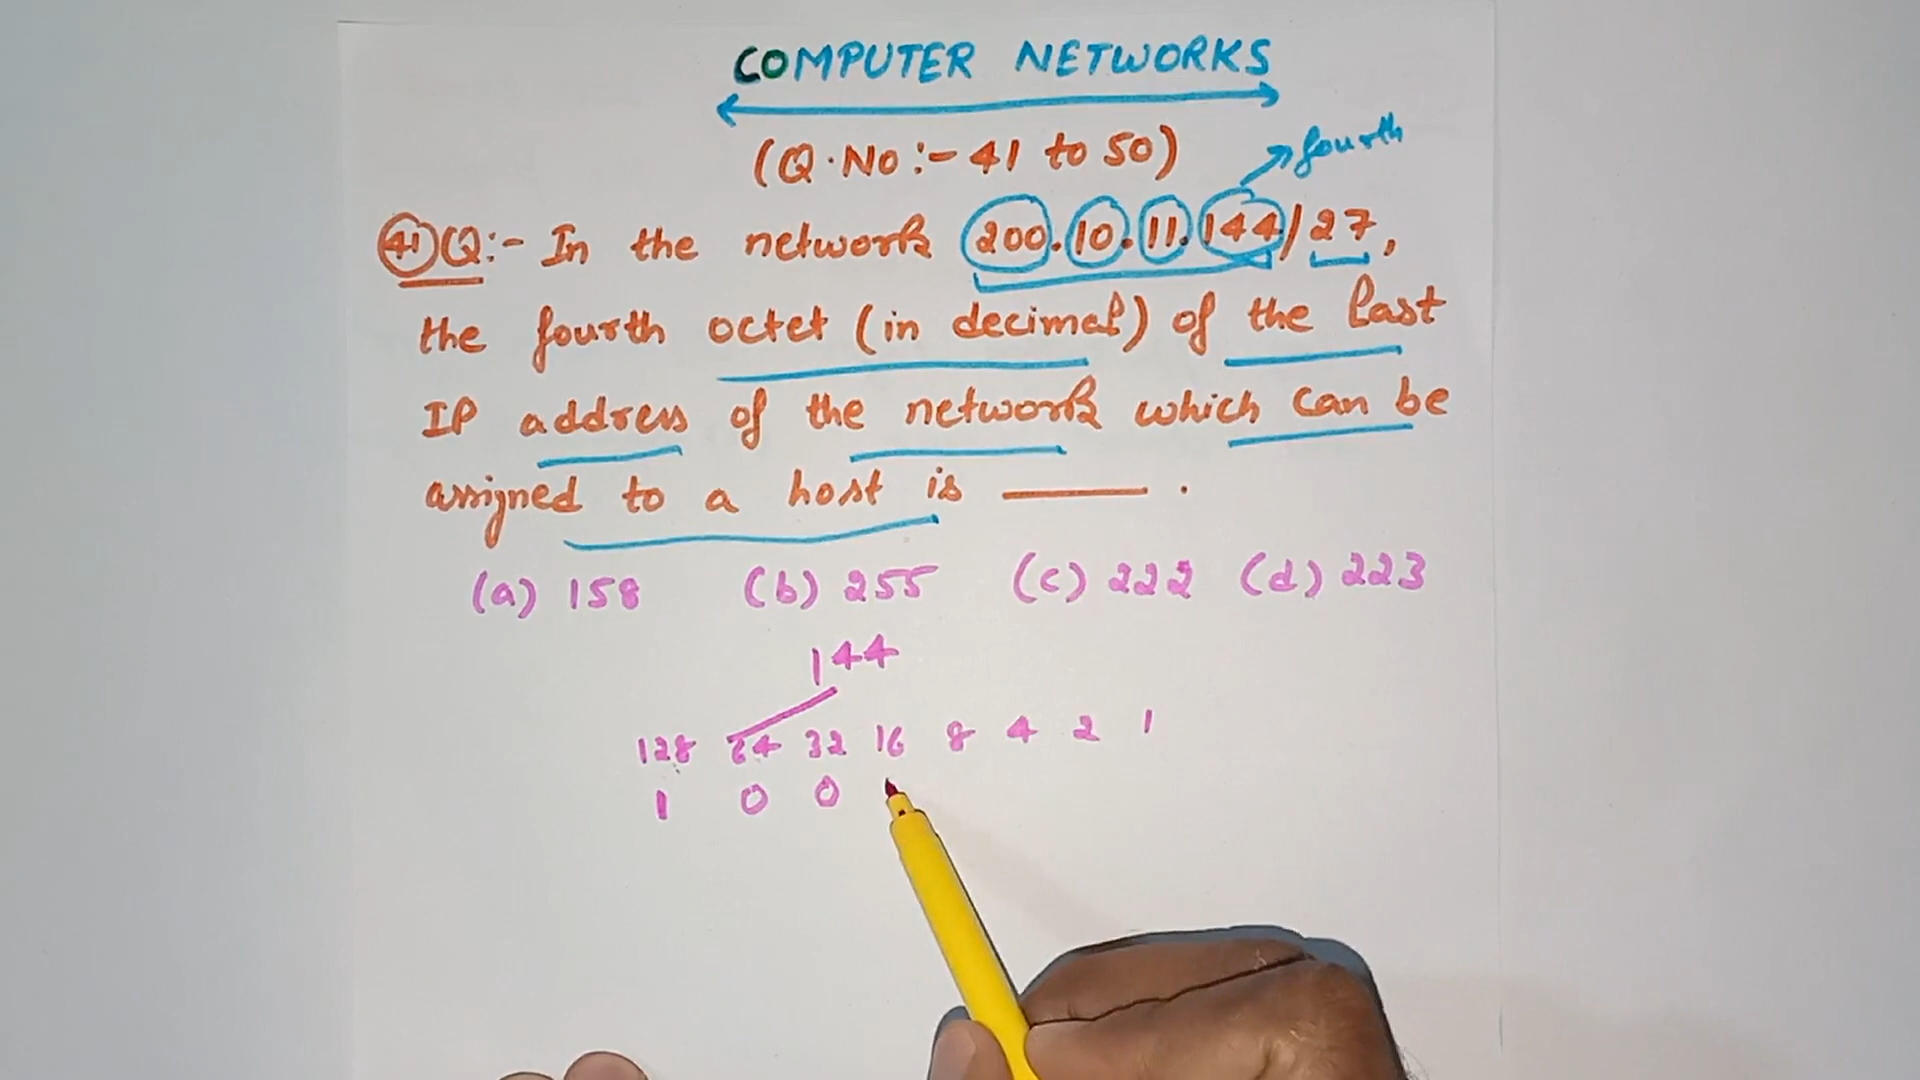 COMPUTER NETWORKS
(Q.No:- 41 to 50)
fourth
41 Q:- In the network 200.10.11.144/27,
the fourth octet (in decimal) of the last
IP address of the network which can be
assigned to a host is ____ .
(a) 158 (b) 255 (c) 222 (d) 223
144
128 64 32 16 8 4 2 1
1 0 0